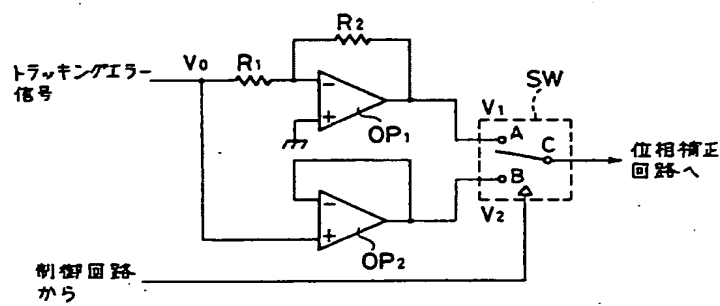 R2
V0
R1
トラッキングエラー
信号
SW
−
+
OP1
V1
A
C
B
V2
位相補正
回路へ
−
+
OP2
制御回路
から